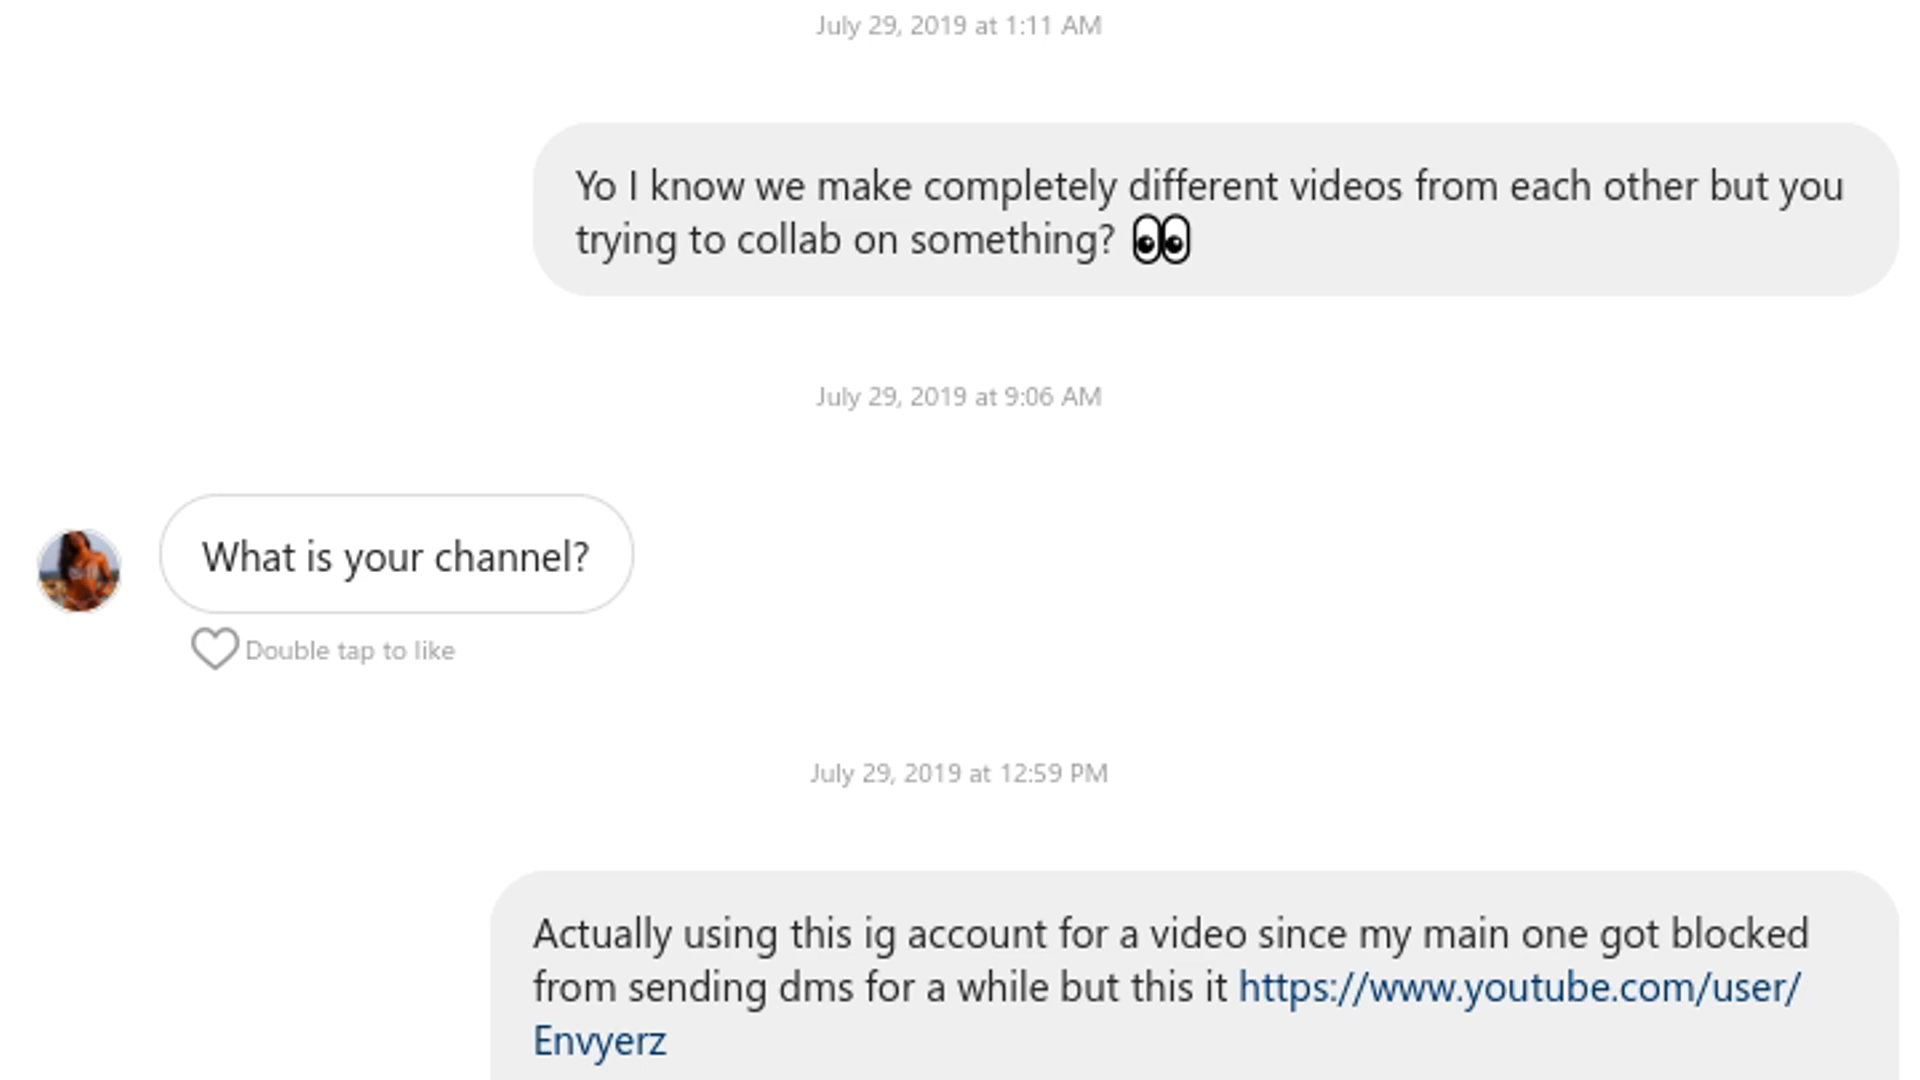 July 29, 2019 at 1:11 AM
Yo I know we make completely different videos from each other but you
trying to collab on something? 👀
July 29, 2019 at 9:06 AM
What is your channel?
Double tap to like
July 29, 2019 at 12:59 PM
Actually using this ig account for a video since my main one got blocked
from sending dms for a while but this it https://www.youtube.com/user/
Envyerz